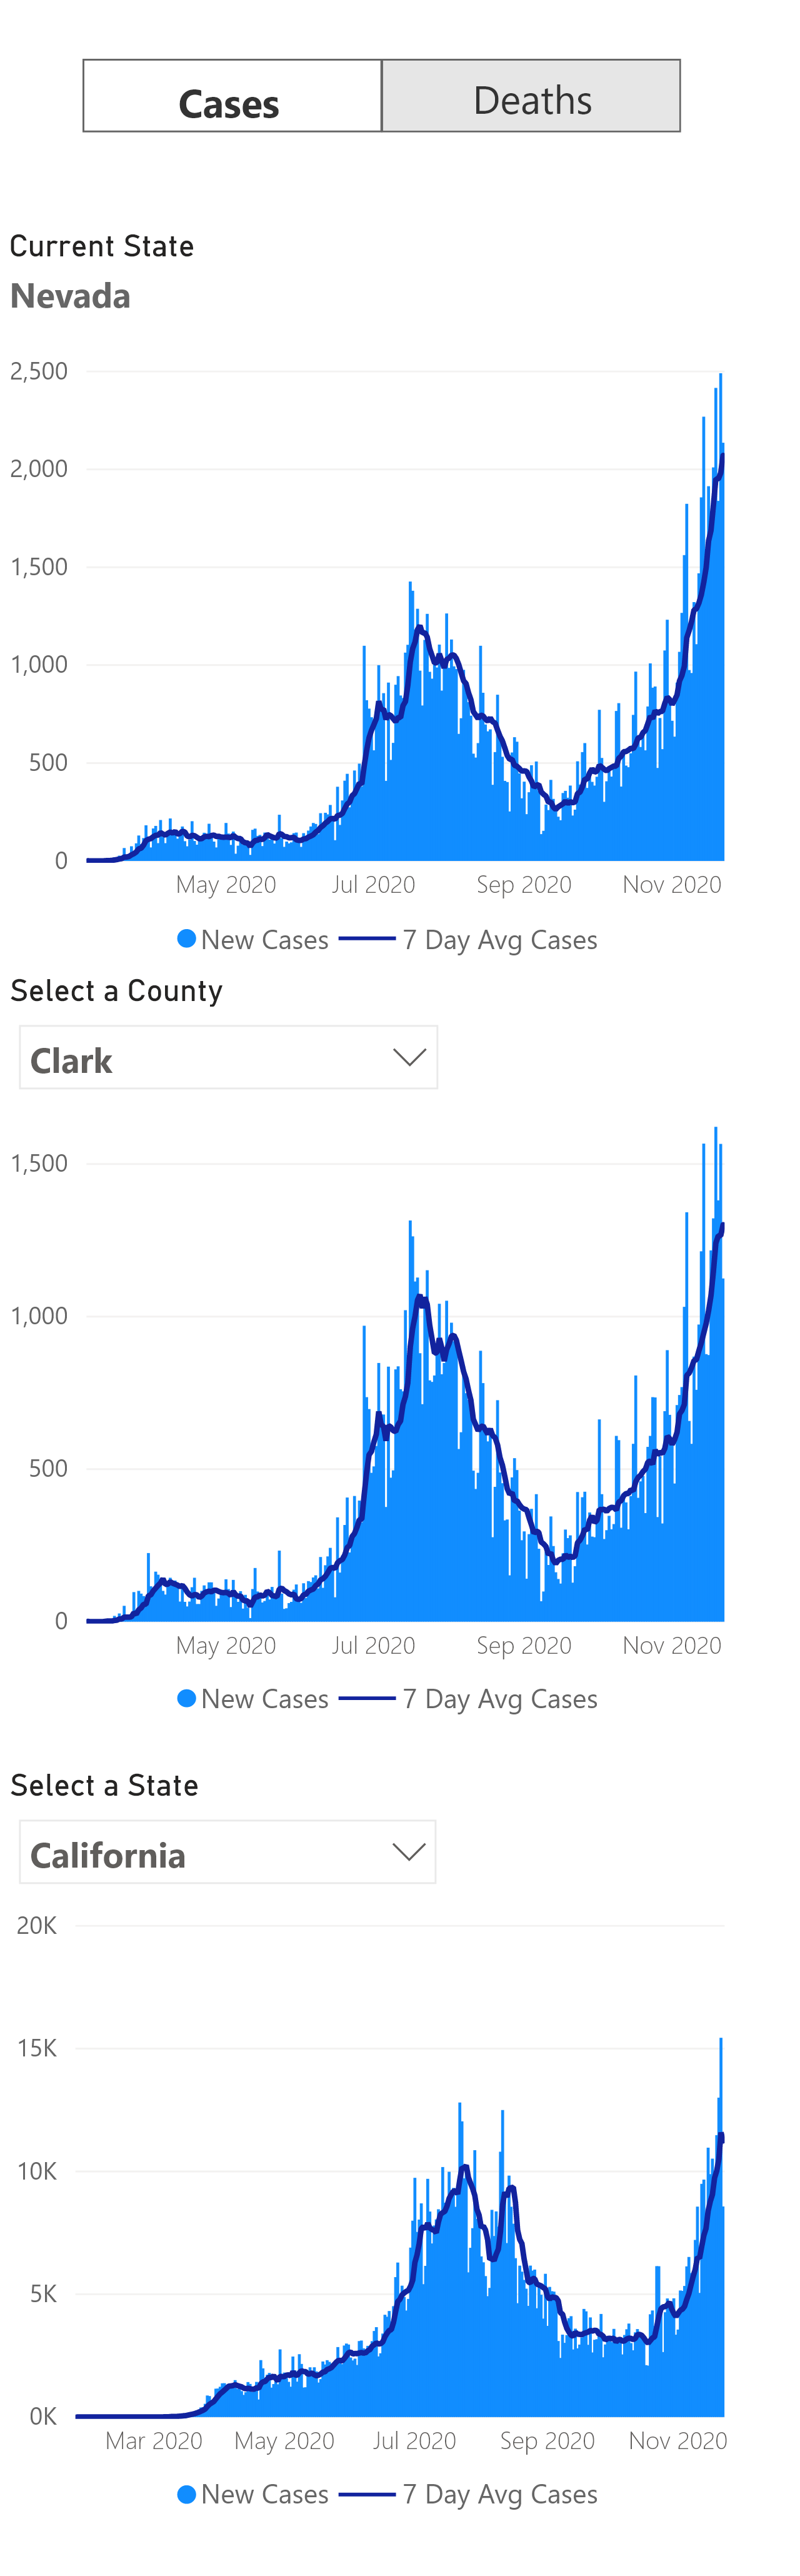 Cases Deaths
Current State
Nevada
2,500
2,000
1,500
1,000
500
0
May 2020 Jul 2020 Sep 2020 Nov 2020
New Cases 7 Day Avg Cases
Select a County
Clark
1,500
1,000
500
0
May 2020 Jul 2020 Sep 2020 Nov 2020
New Cases 7 Day Avg Cases
Select a State
California
20K
15K
10K
5K
0K
Mar 2020 May 2020 Jul 2020 Sep 2020 Nov 2020
New Cases 7 Day Avg Cases